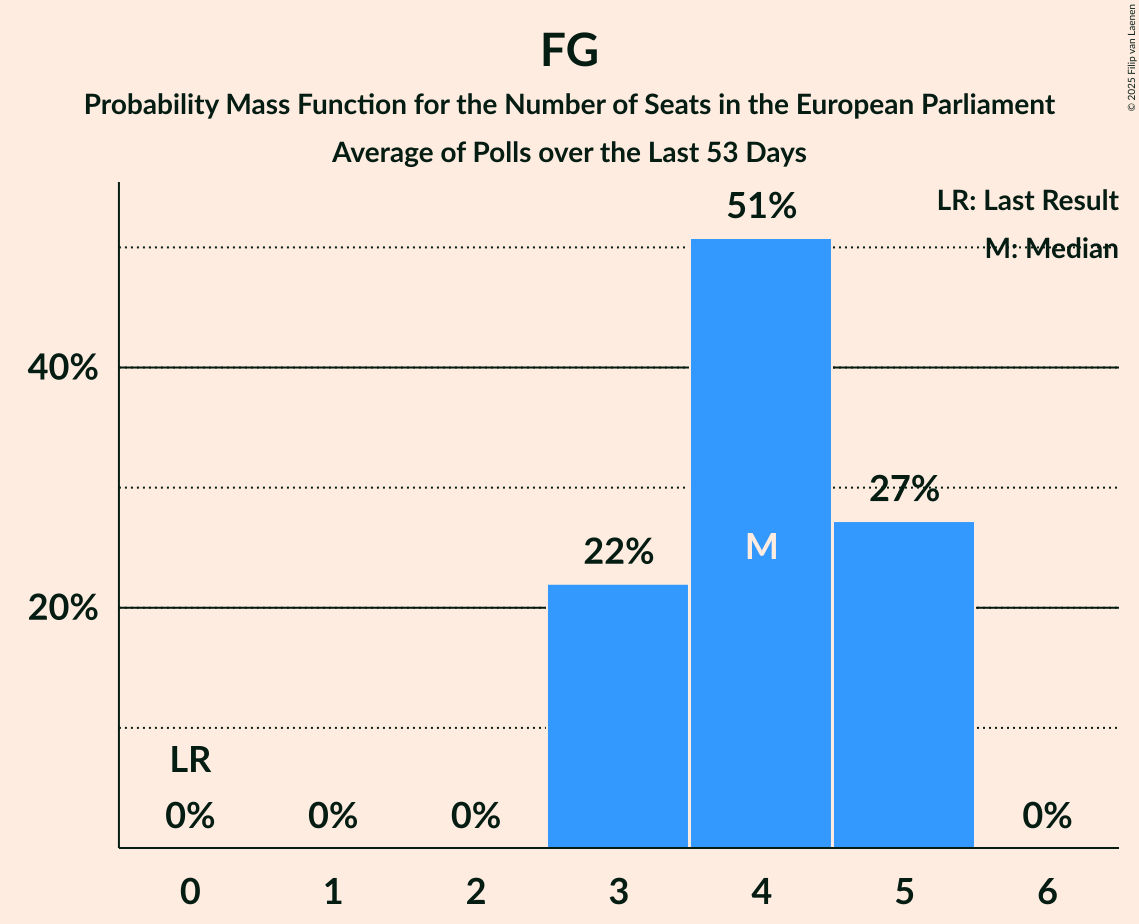 FG
Probability Mass Function for the Number of Seats in the European Parliament
Average of Polls over the Last 53 Days
© 2025 Filip van Laenen
LR: Last Result
M: Median
51%
40%
27%
22%
M
20%
LR
0%
0%
0%
0%
0
1
2
3
4
5
6